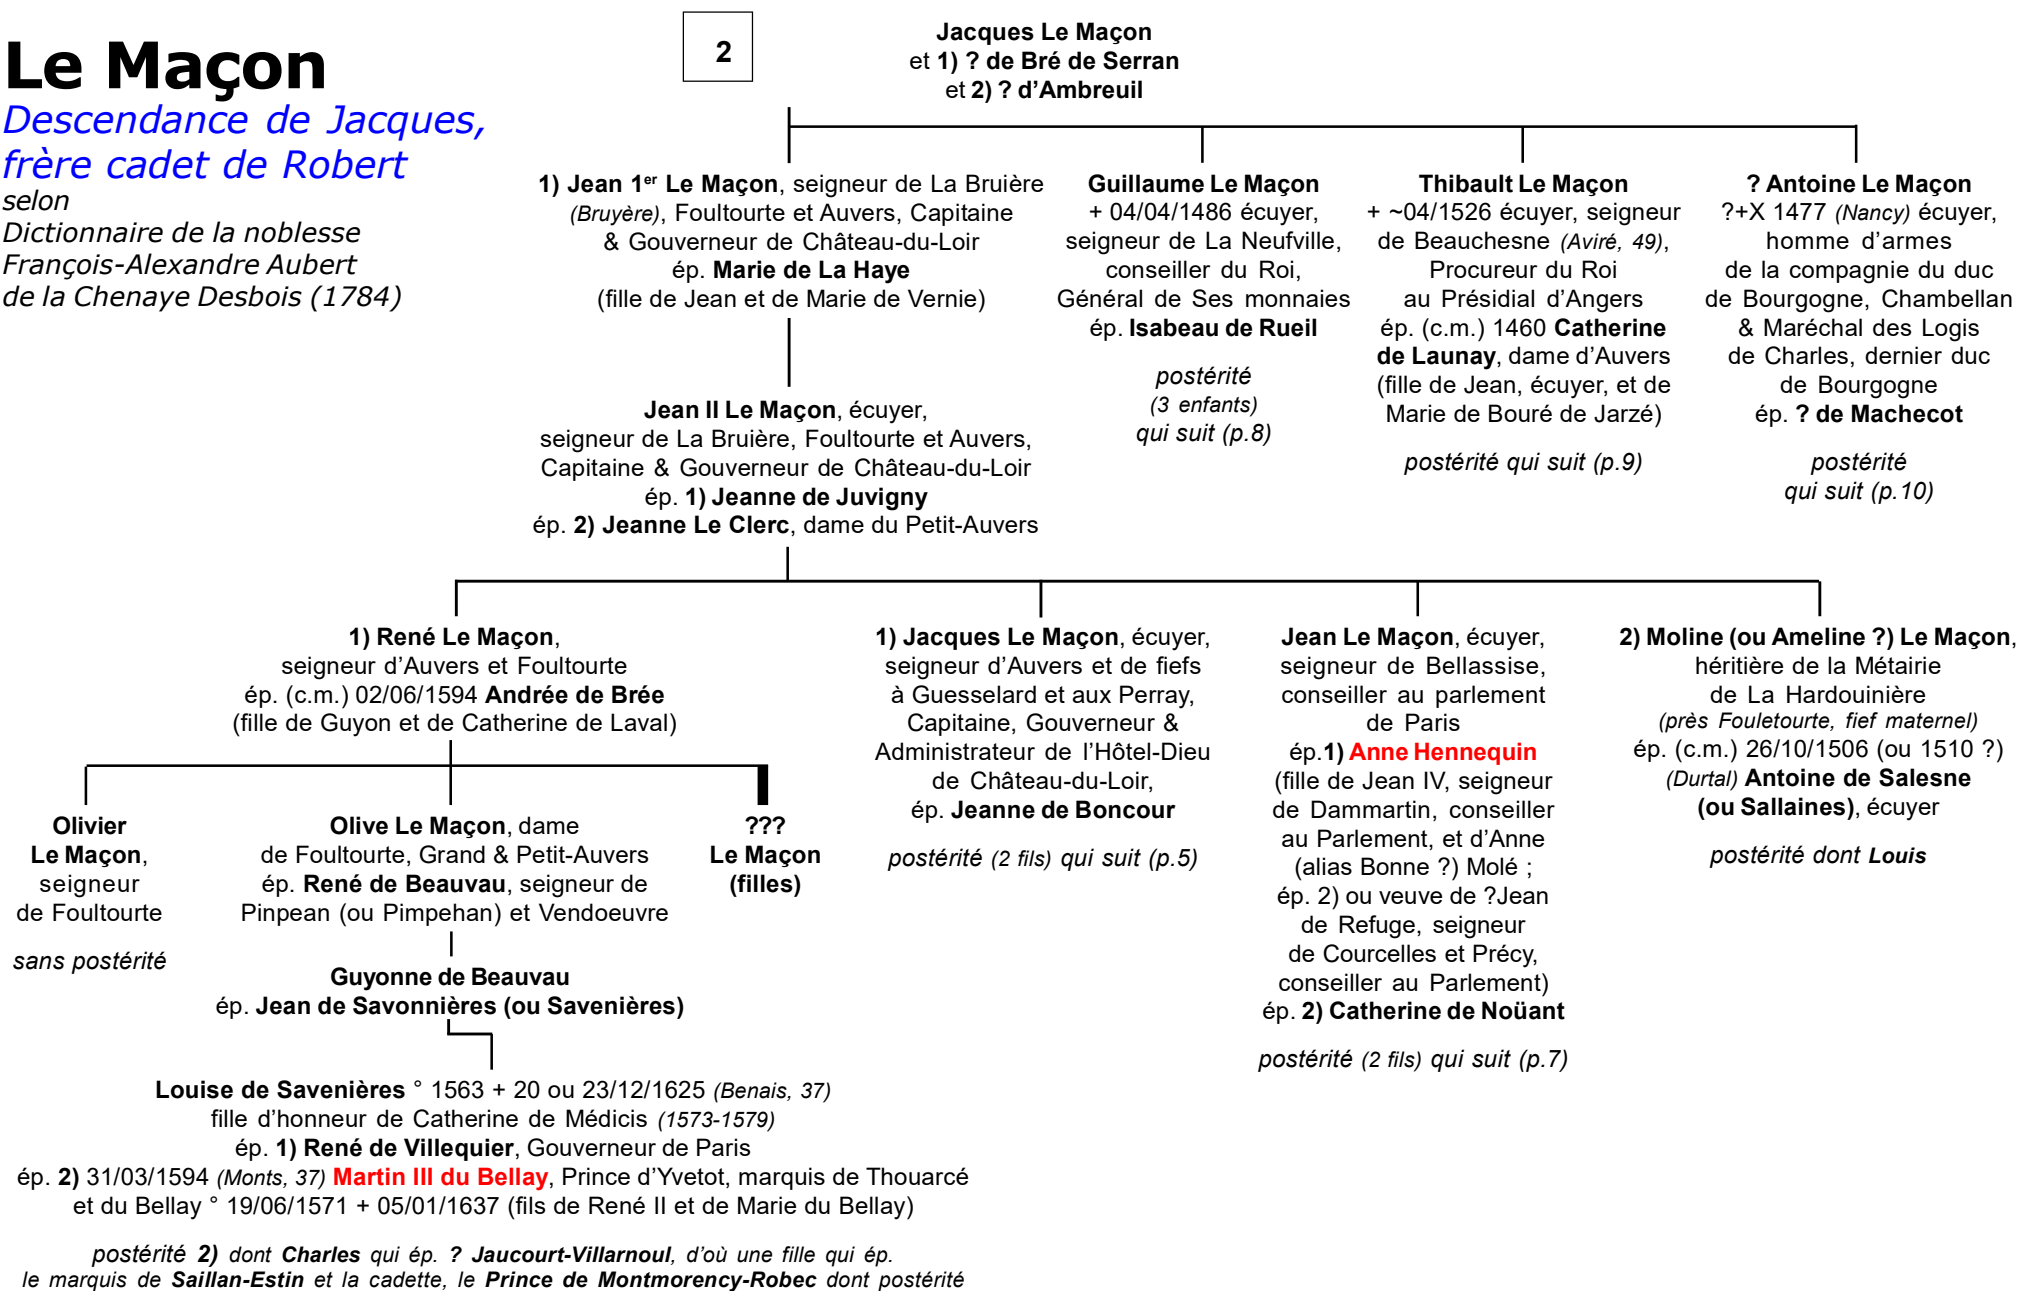 Le Maçon
Descendance de Jacques,
frère cadet de Robert
selon
Dictionnaire de la noblesse
François-Alexandre Aubert
de la Chenaye Desbois (1784)
2
Jacques Le Maçon
et 1) ? de Bré de Serran
et 2) ? d’Ambreuil
1) Jean 1er Le Maçon, seigneur de La Bruière
(Bruyère), Foultourte et Auvers, Capitaine
& Gouverneur de Château-du-Loir
ép. Marie de La Haye
(fille de Jean et de Marie de Vernie)
Guillaume Le Maçon
+ 04/04/1486 écuyer,
seigneur de La Neufville,
conseiller du Roi,
Général de Ses monnaies
ép. Isabeau de Rueil
postérité
(3 enfants)
qui suit (p.8)
Thibault Le Maçon
+ ~04/1526 écuyer, seigneur
de Beauchesne (Aviré, 49),
Procureur du Roi
au Présidial d’Angers
ép. (c.m.) 1460 Catherine
de Launay, dame d’Auvers
(fille de Jean, écuyer, et de
Marie de Bouré de Jarzé)
postérité qui suit (p.9)
? Antoine Le Maçon
?+X 1477 (Nancy) écuyer,
homme d’armes
de la compagnie du duc
de Bourgogne, Chambellan
& Maréchal des Logis
de Charles, dernier duc
de Bourgogne
ép. ? de Machecot
postérité
qui suit (p.10)
Jean II Le Maçon, écuyer,
seigneur de La Bruière, Foultourte et Auvers,
Capitaine & Gouverneur de Château-du-Loir
ép. 1) Jeanne de Juvigny
ép. 2) Jeanne Le Clerc, dame du Petit-Auvers
1) René Le Maçon,
seigneur d’Auvers et Foultourte
ép. (c.m.) 02/06/1594 Andrée de Brée
(fille de Guyon et de Catherine de Laval)
1) Jacques Le Maçon, écuyer,
seigneur d’Auvers et de fiefs
à Guesselard et aux Perray,
Capitaine, Gouverneur &
Administrateur de l’Hôtel-Dieu
de Château-du-Loir,
ép. Jeanne de Boncour
postérité (2 fils) qui suit (p.5)
Jean Le Maçon, écuyer,
seigneur de Bellassise,
conseiller au parlement
de Paris
ép.1) Anne Hennequin
(fille de Jean IV, seigneur
de Dammartin, conseiller
au Parlement, et d’Anne
(alias Bonne ?) Molé ;
ép. 2) ou veuve de ?Jean
de Refuge, seigneur
de Courcelles et Précy,
conseiller au Parlement)
ép. 2) Catherine de Noüant
postérité (2 fils) qui suit (p.7)
2) Moline (ou Ameline ?) Le Maçon,
héritière de la Métairie
de La Hardouinière
(près Fouletourte, fief maternel)
ép. (c.m.) 26/10/1506 (ou 1510 ?)
(Durtal) Antoine de Salesne
(ou Sallaines), écuyer
postérité dont Louis
Olivier
Le Maçon,
seigneur
de Foultourte
sans postérité
Olive Le Maçon, dame
de Foultourte, Grand & Petit-Auvers
ép. René de Beauvau, seigneur de
Pinpean (ou Pimpehan) et Vendoeuvre
???
Le Maçon
(filles)
Guyonne de Beauvau
ép. Jean de Savonnières (ou Savenières)
Louise de Savenières ° 1563 + 20 ou 23/12/1625 (Benais, 37)
fille d’honneur de Catherine de Médicis (1573-1579)
ép. 1) René de Villequier, Gouverneur de Paris
ép. 2) 31/03/1594 (Monts, 37) Martin III du Bellay, Prince d’Yvetot, marquis de Thouarcé
et du Bellay ° 19/06/1571 + 05/01/1637 (fils de René II et de Marie du Bellay)
postérité 2) dont Charles qui ép. ? Jaucourt-Villarnoul, d’où une fille qui ép.
le marquis de Saillan-Estin et la cadette, le Prince de Montmorency-Robec dont postérité